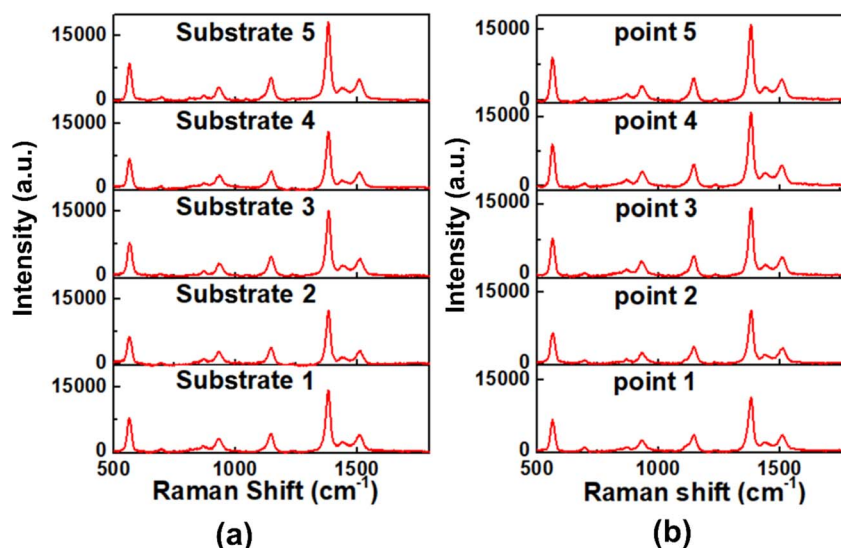 Intensity (a.u.)
15000
Substrate 5
0
15000
Substrate 4
0
15000
Substrate 3
0
15000
Substrate 2
0
15000
Substrate 1
0
500 1000 1500
Raman Shift (cm⁻¹)
(a)
Intensity (a.u.)
15000
point 5
0
15000
point 4
0
15000
point 3
0
15000
point 2
0
15000
point 1
0
500 1000 1500
Raman shift (cm⁻¹)
(b)